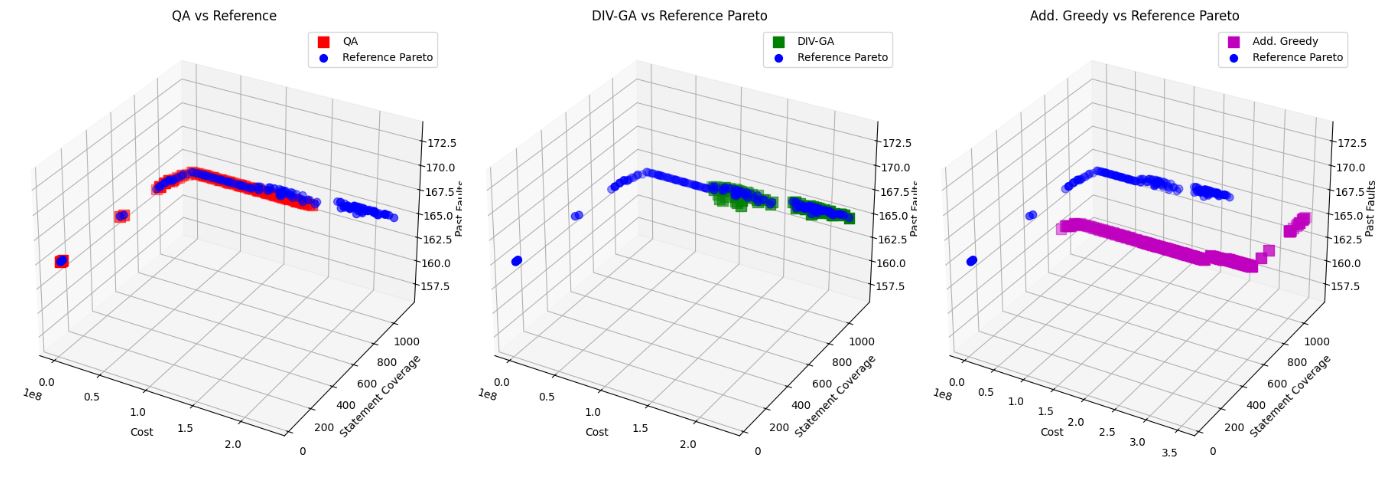 QA vs Reference
QA
Reference Pareto
172.5
170.0
167.5
165.0
162.5
160.0
157.5
Past Faults
1000
800
600
400
200
0
Statement Coverage
0.0
0.5
1.0
1.5
2.0
1e8
Cost
DIV-GA vs Reference Pareto
DIV-GA
Reference Pareto
172.5
170.0
167.5
165.0
162.5
160.0
157.5
Past Faults
1000
800
600
400
200
0
Statement Coverage
0.0
0.5
1.0
1.5
2.0
1e8
Cost
Add. Greedy vs Reference Pareto
Add. Greedy
Reference Pareto
172.5
170.0
167.5
165.0
162.5
160.0
157.5
Past Faults
1000
800
600
400
200
0
Statement Coverage
0.0
0.5
1.0
1.5
2.0
2.5
3.0
3.5
1e8
Cost